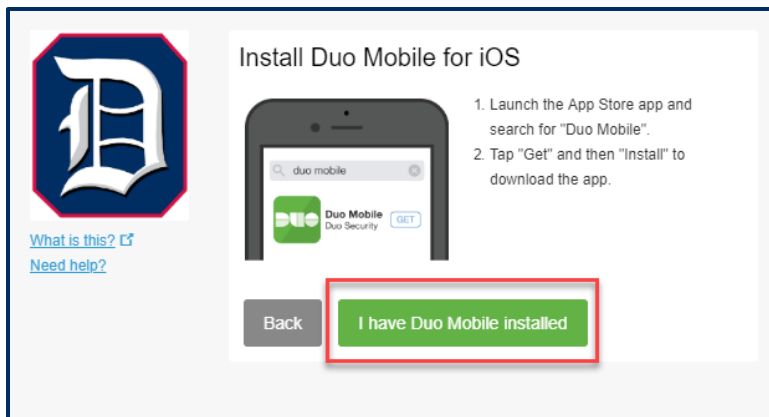 D
What is this?
Need help?
Install Duo Mobile for iOS
duo mobile
DUO
Duo Mobile
Duo Security
GET
1. Launch the App Store app and
search for "Duo Mobile".
2. Tap "Get" and then "Install" to
download the app.
Back
I have Duo Mobile installed